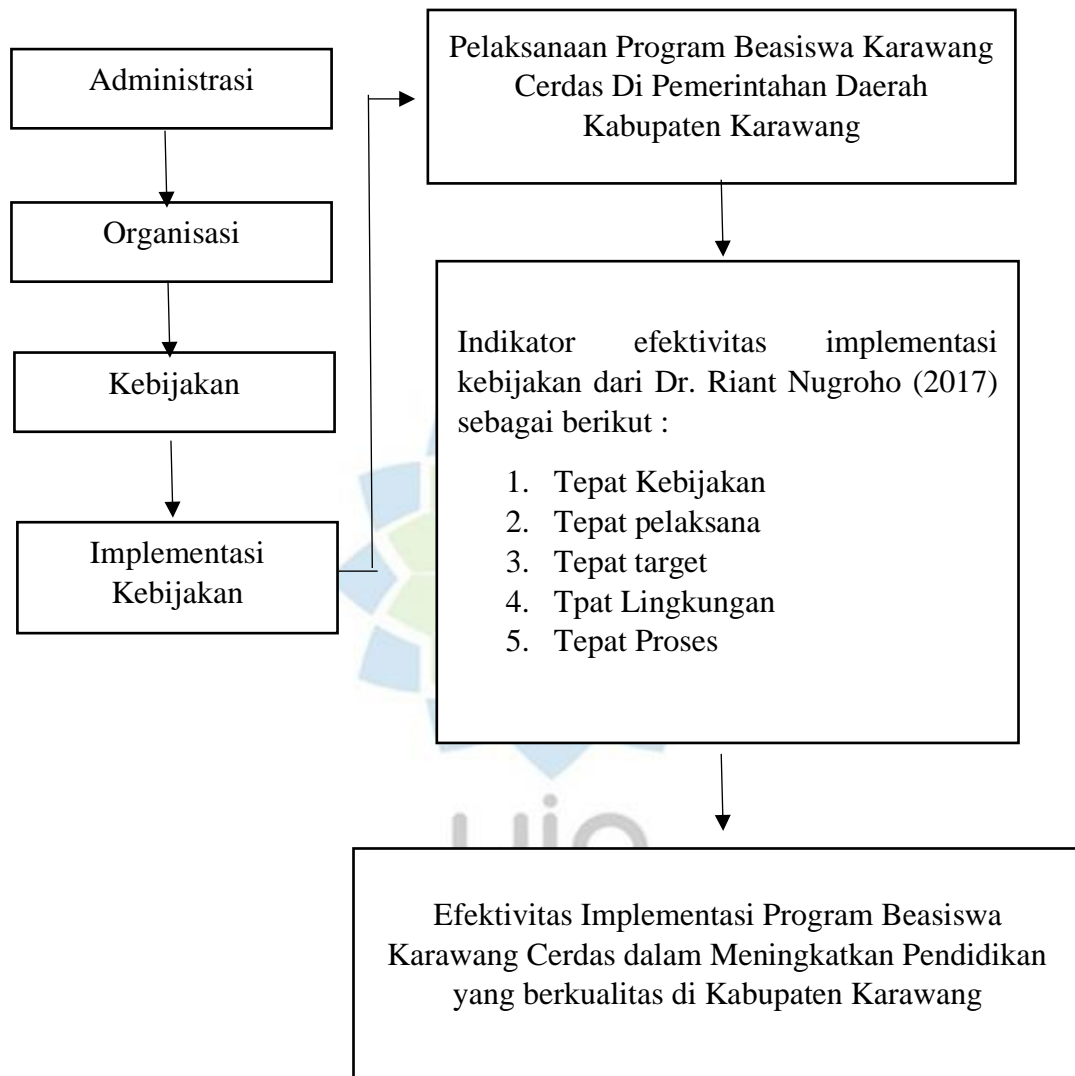 Administrasi
Organisasi
Kebijakan
Implementasi
Kebijakan
Pelaksanaan Program Beasiswa Karawang
Cerdas Di Pemerintahan Daerah
Kabupaten Karawang
Indikator efektivitas implementasi
kebijakan dari Dr. Riant Nugroho (2017)
sebagai berikut :
1. Tepat Kebijakan
2. Tepat pelaksana
3. Tepat target
4. Tpat Lingkungan
5. Tepat Proses
uin
Efektivitas Implementasi Program Beasiswa
Karawang Cerdas dalam Meningkatkan Pendidikan
yang berkualitas di Kabupaten Karawang